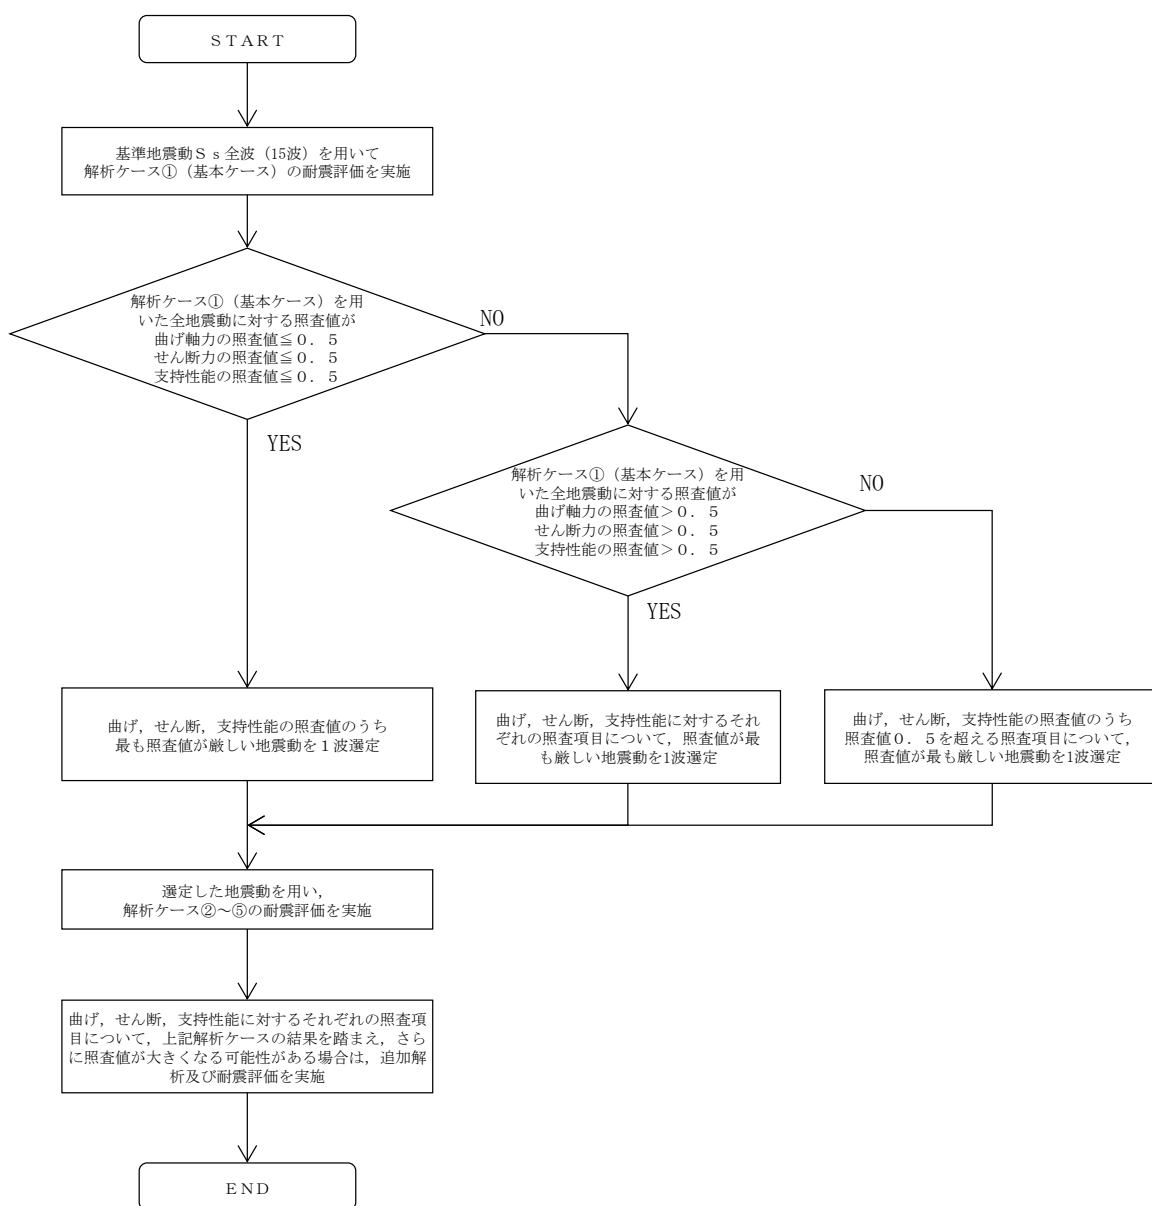 ＳＴＡＲＴ
基準地震動Ｓｓ全波（15波）を用いて
解析ケース①（基本ケース）の耐震評価を実施
解析ケース①（基本ケース）を用
いた全地震動に対する照査値が
曲げ軸力の照査値≦０．５
せん断力の照査値≦０．５
支持性能の照査値≦０．５
NO
YES
解析ケース①（基本ケース）を用
いた全地震動に対する照査値が
曲げ軸力の照査値＞０．５
せん断力の照査値＞０．５
支持性能の照査値＞０．５
NO
YES
曲げ，せん断，支持性能の照査値のうち
最も照査値が厳しい地震動を１波選定
曲げ，せん断，支持性能に対するそれ
ぞれの照査項目について，照査値が最
も厳しい地震動を1波選定
曲げ，せん断，支持性能の照査値のうち
照査値０．５を超える照査項目について，
照査値が最も厳しい地震動を1波選定
選定した地震動を用い，
解析ケース②～⑤の耐震評価を実施
曲げ，せん断，支持性能に対するそれぞれの照査項
目について，上記解析ケースの結果を踏まえ，さら
に照査値が大きくなる可能性がある場合は，追加解
析及び耐震評価を実施
ＥＮＤ